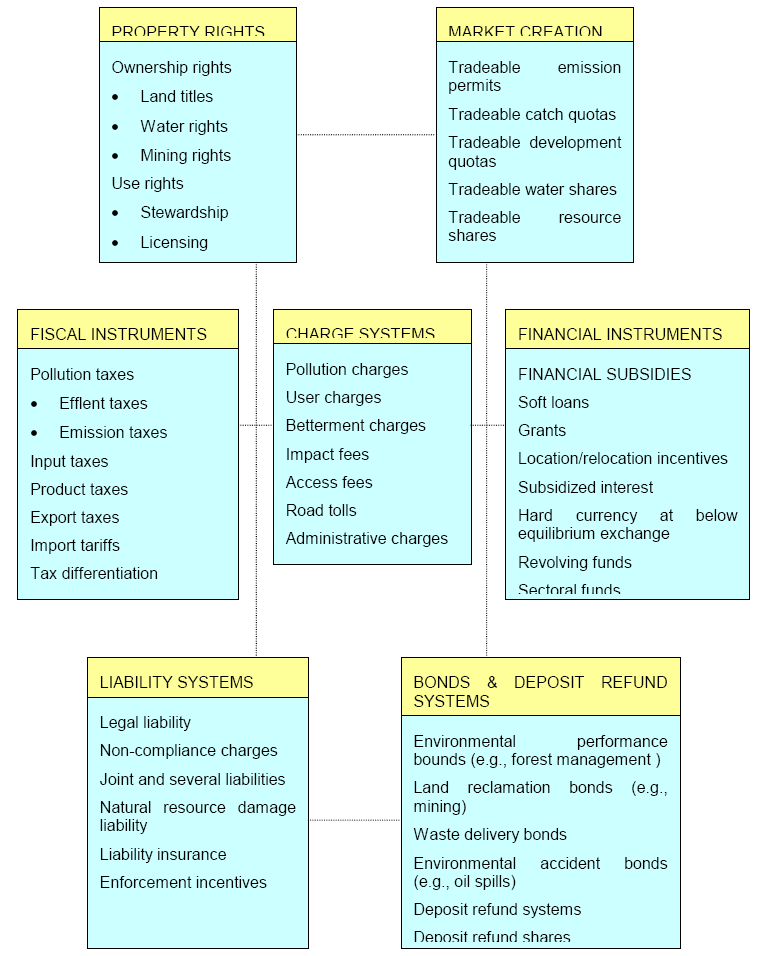 PROPERTY RIGHTS
Ownership rights
• Land titles
• Water rights
• Mining rights
Use rights
• Stewardship
• Licensing
MARKET CREATION
Tradeable emission
permits
Tradeable catch quotas
Tradeable development
quotas
Tradeable water shares
Tradeable resource
shares
FISCAL INSTRUMENTS
Pollution taxes
• Efflent taxes
• Emission taxes
Input taxes
Product taxes
Export taxes
Import tariffs
Tax differentiation
CHARGE SYSTEMS
Pollution charges
User charges
Betterment charges
Impact fees
Access fees
Road tolls
Administrative charges
FINANCIAL INSTRUMENTS
FINANCIAL SUBSIDIES
Soft loans
Grants
Location/relocation incentives
Subsidized interest
Hard currency at below
equilibrium exchange
Revolving funds
Sectoral funds
LIABILITY SYSTEMS
Legal liability
Non-compliance charges
Joint and several liabilities
Natural resource damage
liability
Liability insurance
Enforcement incentives
BONDS & DEPOSIT REFUND
SYSTEMS
Environmental performance
bounds (e.g., forest management )
Land reclamation bonds (e.g.,
mining)
Waste delivery bonds
Environmental accident bonds
(e.g., oil spills)
Deposit refund systems
Deposit refund shares